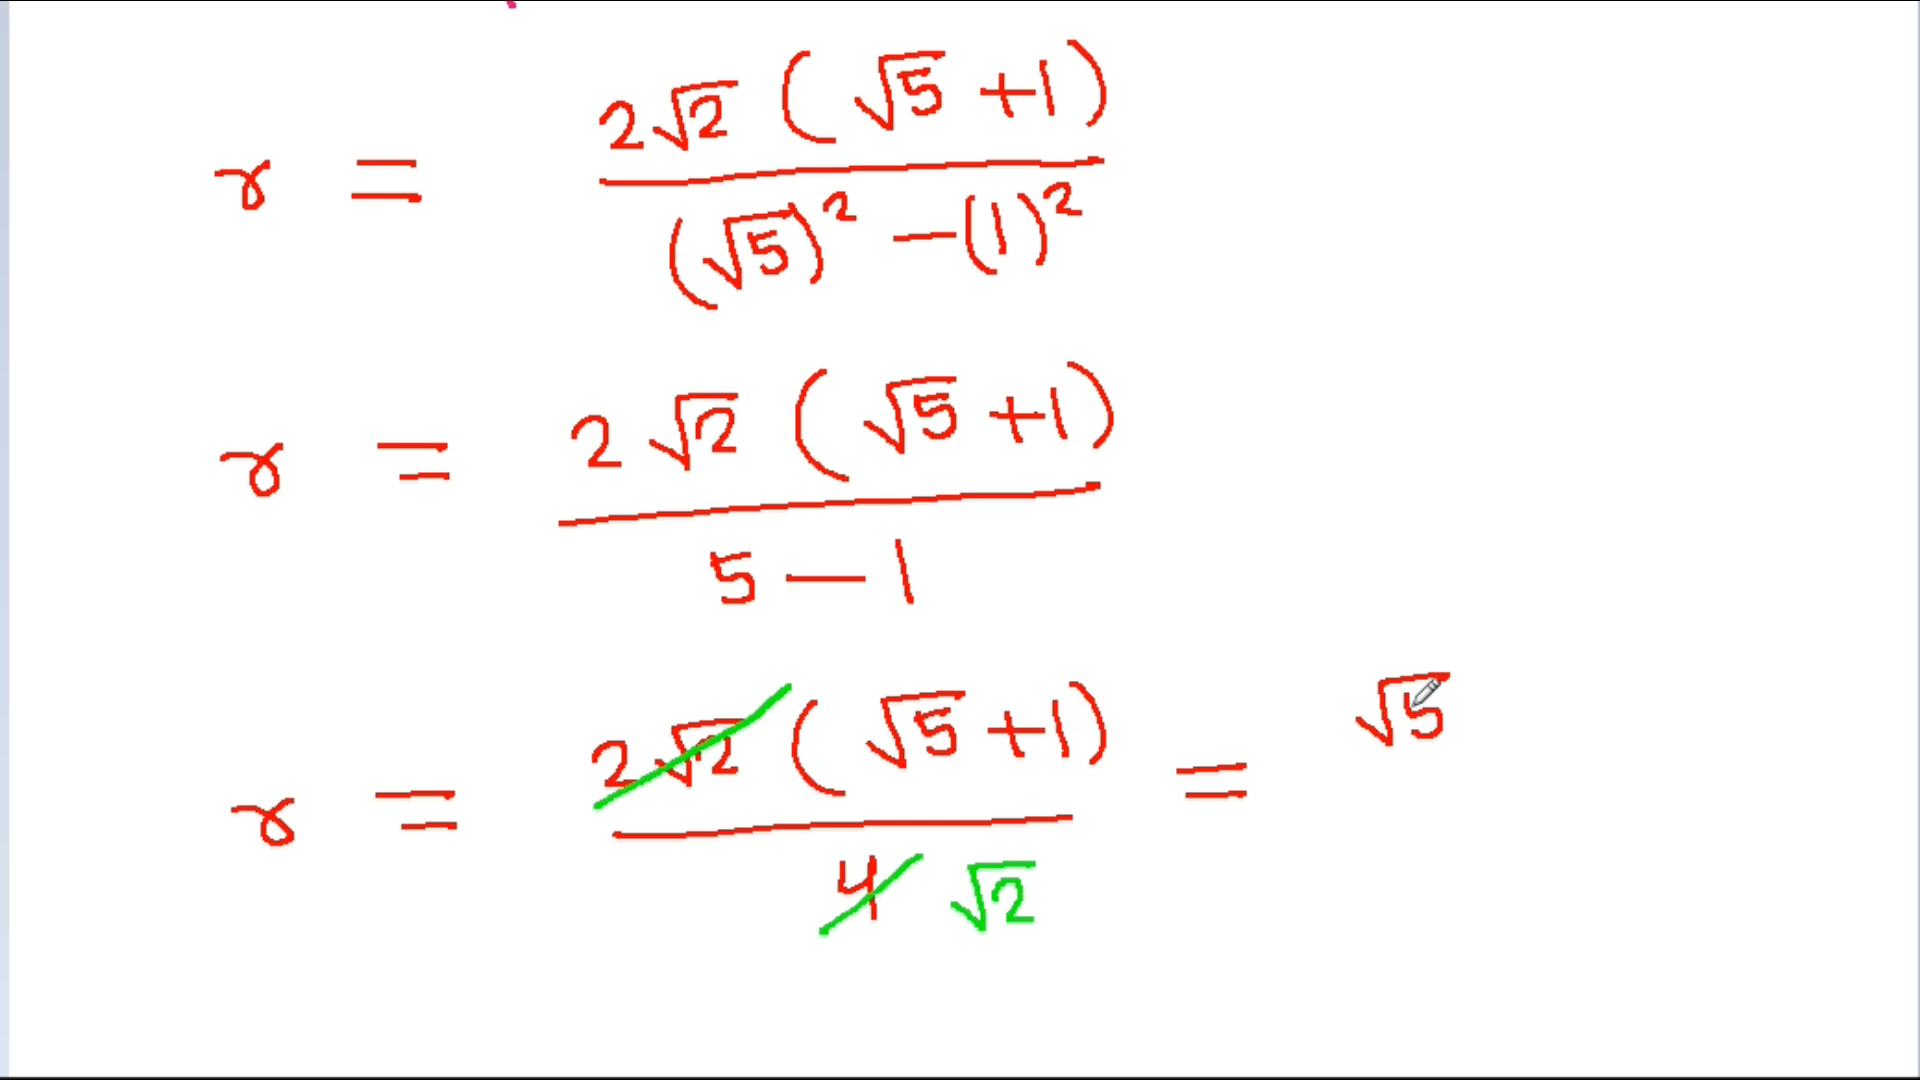 r = 2√2 (√5 + 1)
(√5)² - (1)²
r = 2 √2 (√5 + 1)
5 - 1
r = 2√2 (√5 + 1) = √5
4 √2